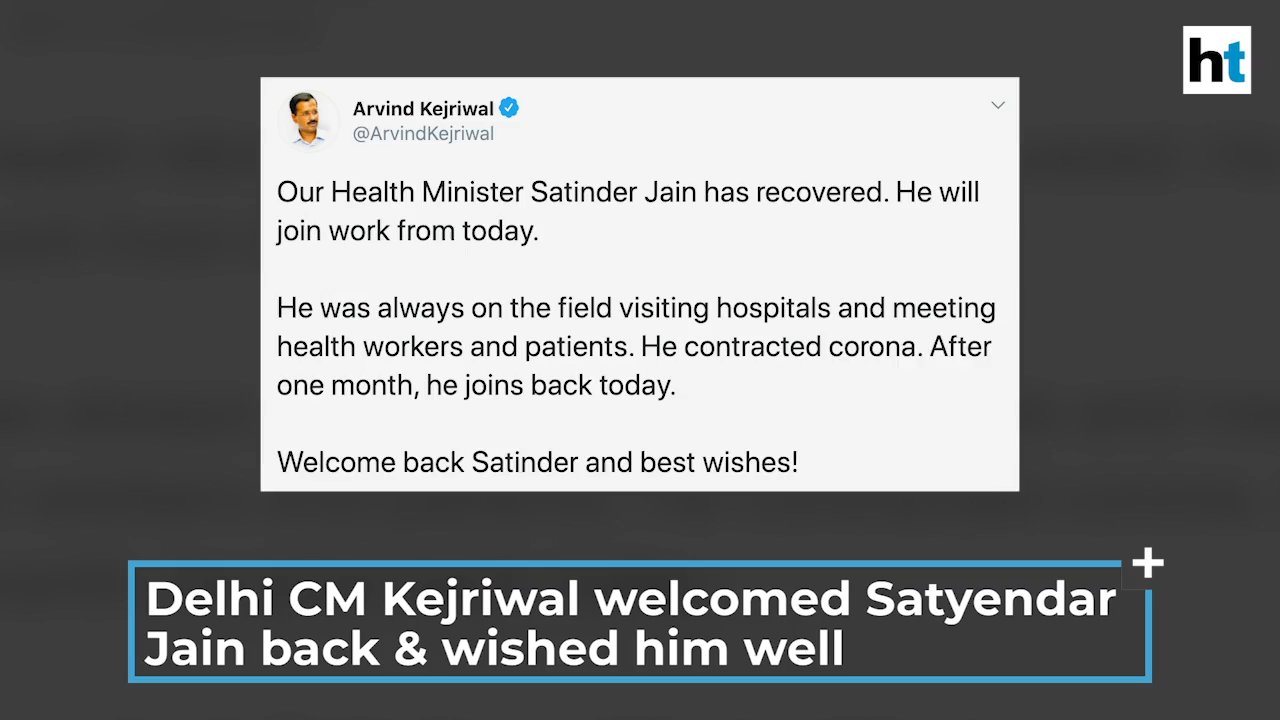 ht
Arvind Kejriwal
@ArvindKejriwal
Our Health Minister Satinder Jain has recovered. He will
join work from today.
He was always on the field visiting hospitals and meeting
health workers and patients. He contracted corona. After
one month, he joins back today.
Welcome back Satinder and best wishes!
Delhi CM Kejriwal welcomed Satyendar
Jain back & wished him well